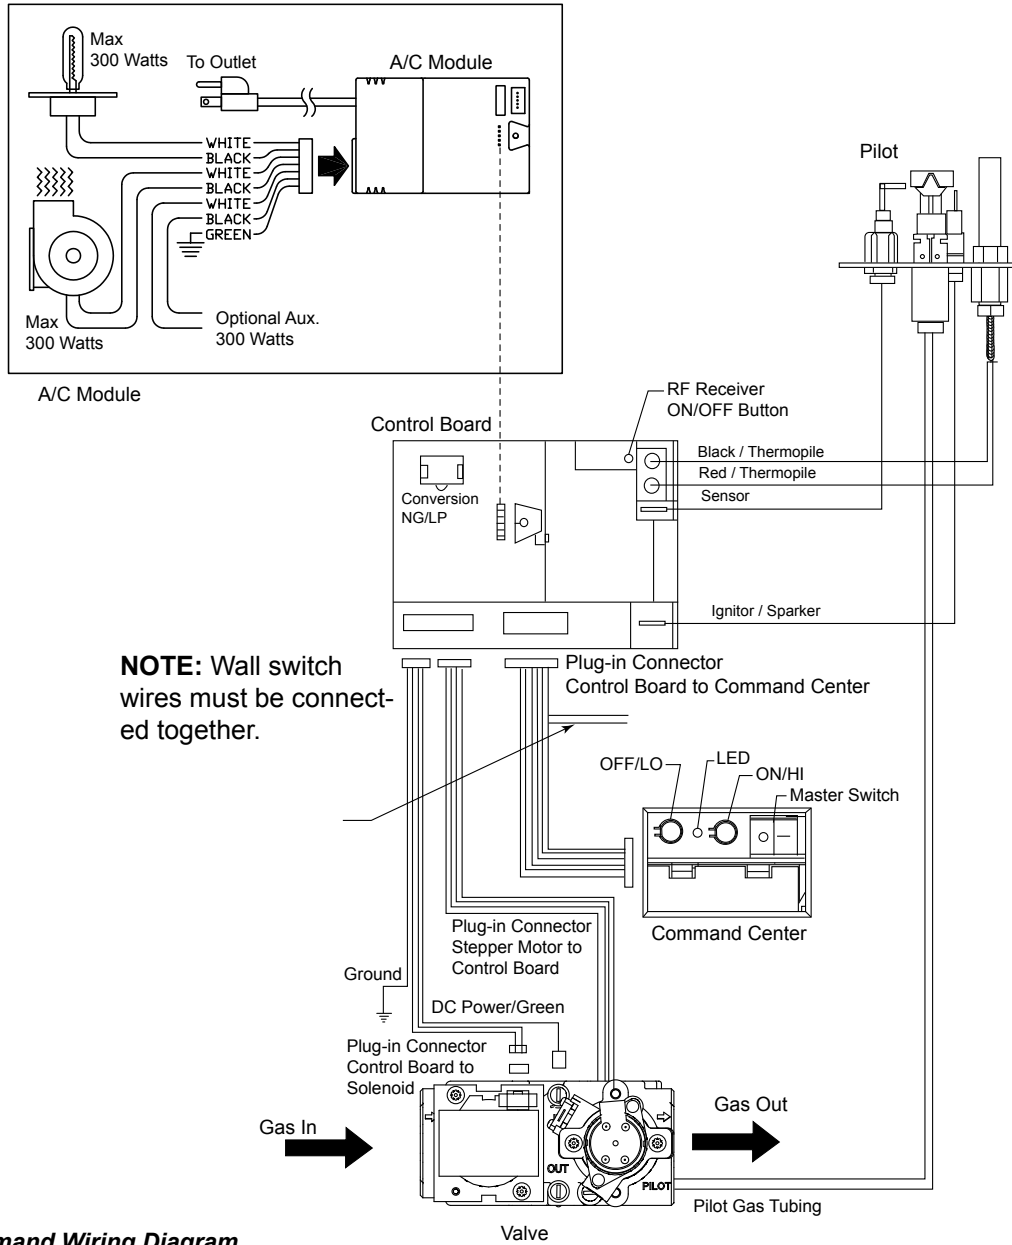 Max
300 Watts
To Outlet
A/C Module
WHITE
BLACK
WHITE
BLACK
WHITE
BLACK
GREEN
Max
300 Watts
Optional Aux.
300 Watts
A/C Module
Pilot
RF Receiver
ON/OFF Button
Control Board
Black / Thermopile
Red / Thermopile
Sensor
Conversion
NG/LP
Ignitor / Sparker
NOTE: Wall switch
wires must be connect-
ed together.
Plug-in Connector
Control Board to Command Center
OFF/LO
LED
ON/HI
Master Switch
Command Center
Plug-in Connector
Stepper Motor to
Control Board
Ground
DC Power/Green
Plug-in Connector
Control Board to
Solenoid
Gas In
Gas Out
OUT
PILOT
Pilot Gas Tubing
Valve
mand Wiring Diagram